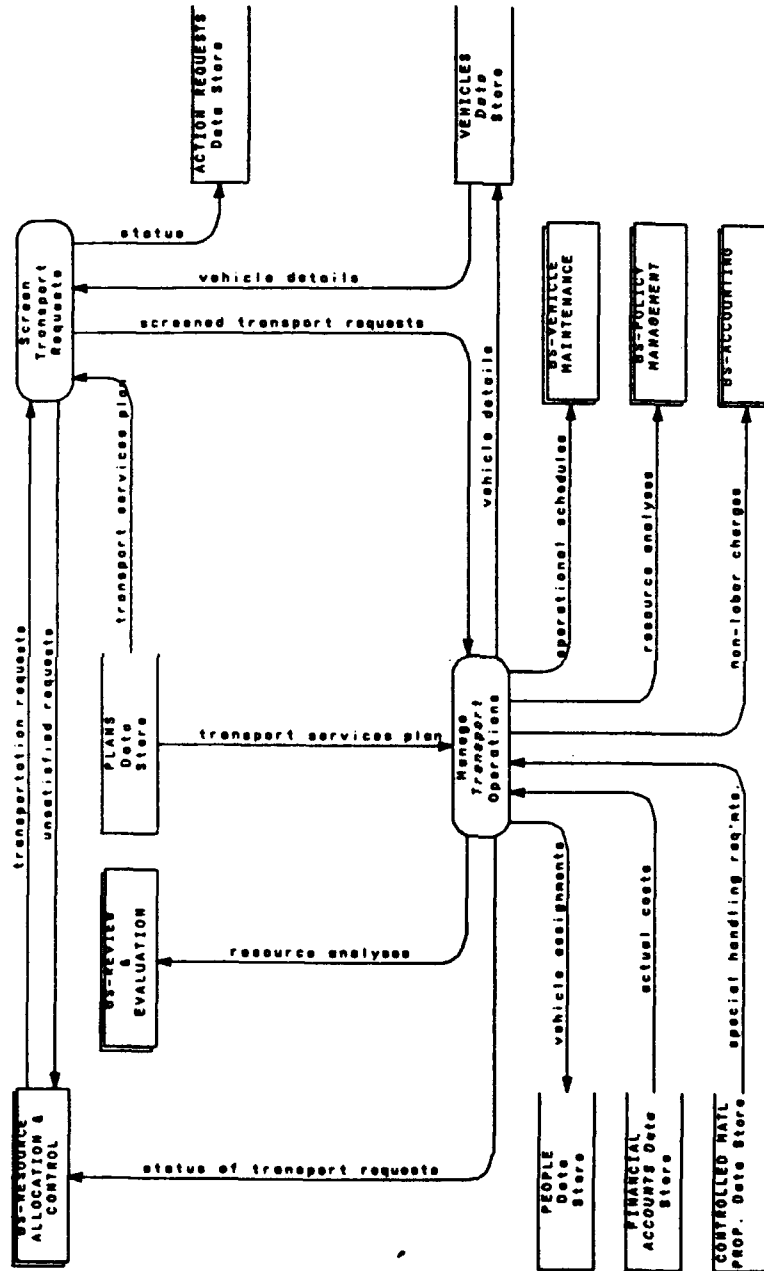 BS-RESOURCE
ALLOCATION &
CONTROL
transportation requests
unsatisfied requests
Screen
Transport
Requests
status
ACTION REQUESTS
Data Store
BS-REVIEW
&
EVALUATION
PLANS
Data
Store
transport services plan
vehicle details
screened transport requests
resource analyses
transport services plan
status of transport requests
Manage
Transport
Operations
vehicle details
VEHICLES
Data
Store
PEOPLE
Data
Store
vehicle assignments
operational schedules
BS-VEHICLE
MAINTENANCE
FINANCIAL
ACCOUNTS Data
Store
actual costs
resource analyses
BS-POLICY
MANAGEMENT
CONTROLLED MATL
PROP. Data Store
special handling req'mts.
non-labor charges
BS-ACCOUNTING